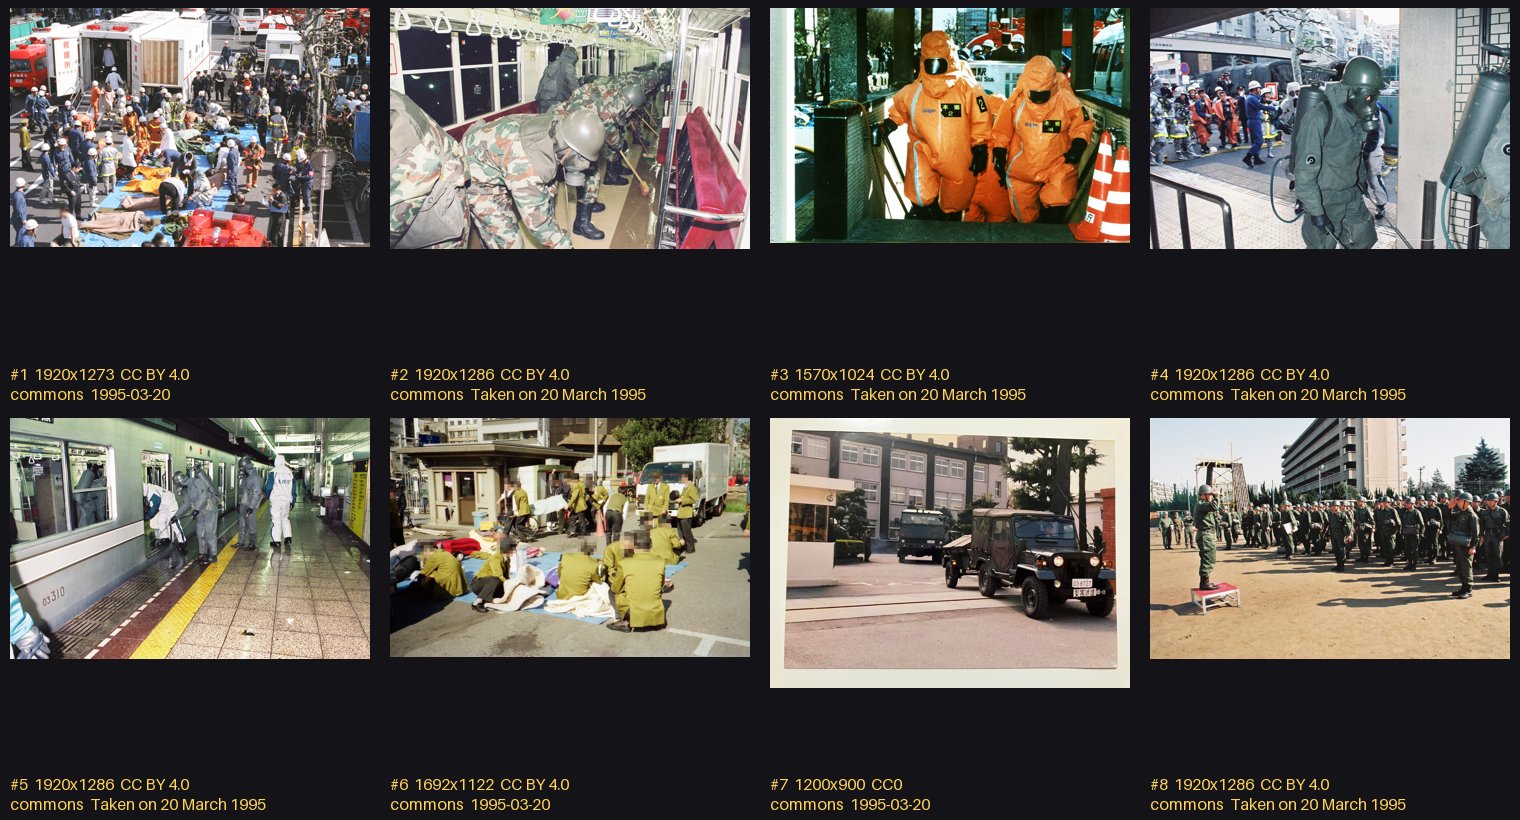 #1 1920x1273 CC BY 4.0
commons 1995-03-20
#2 1920x1286 CC BY 4.0
commons Taken on 20 March 1995
#3 1570x1024 CC BY 4.0
commons Taken on 20 March 1995
#4 1920x1286 CC BY 4.0
commons Taken on 20 March 1995
救護所
03310
#5 1920x1286 CC BY 4.0
commons Taken on 20 March 1995
#6 1692x1122 CC BY 4.0
commons 1995-03-20
#7 1200x900 CC0
commons 1995-03-20
#8 1920x1286 CC BY 4.0
commons Taken on 20 March 1995